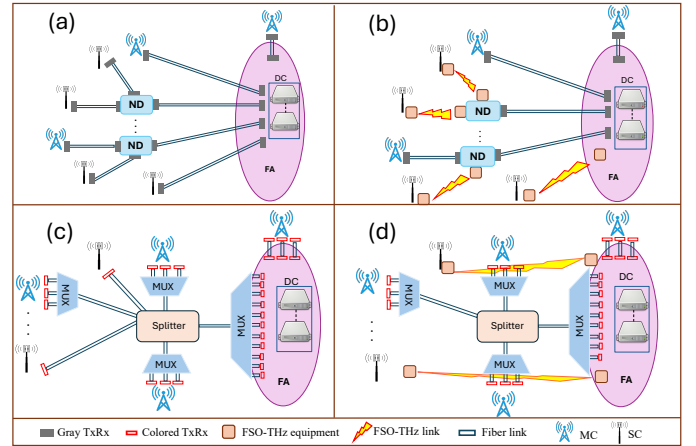 (a)
DC
ND
ND
FA
(b)
DC
ND
ND
FA
(c)
MUX
MUX
Splitter
MUX
MUX
DC
FA
(d)
MUX
MUX
Splitter
MUX
MUX
DC
FA
Gray TxRx Colored TxRx FSO-THz equipment FSO-THz link Fiber link MC SC